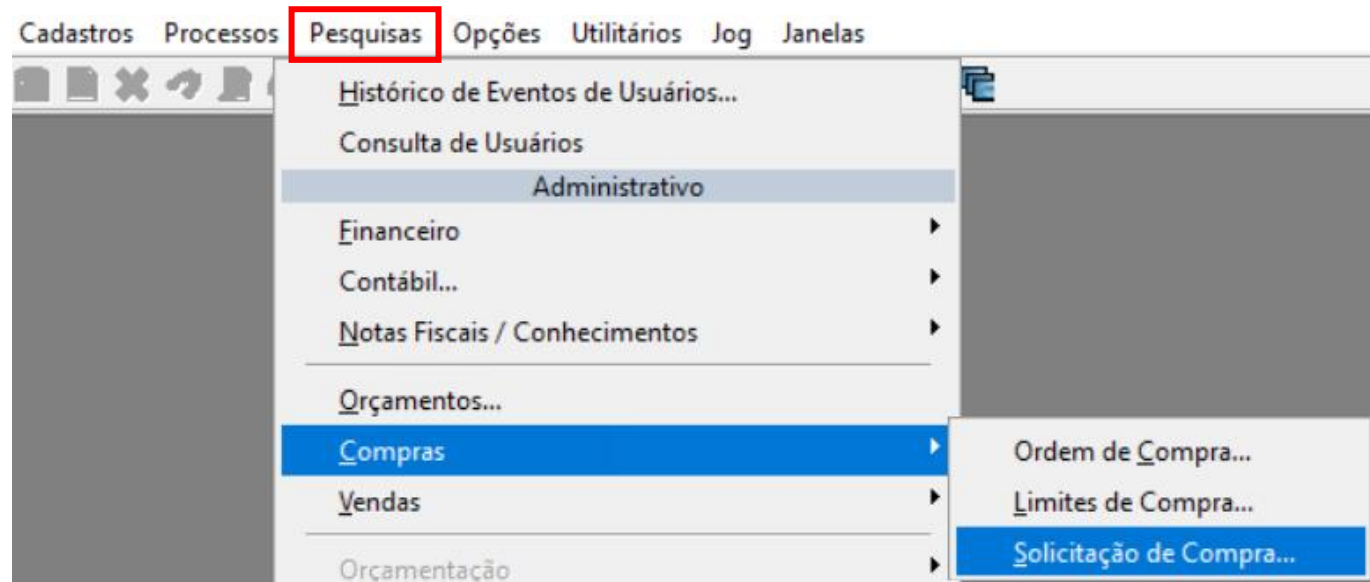 Cadastros Processos Pesquisas Opções Utilitários Jog Janelas
Histórico de Eventos de Usuários...
Consulta de Usuários
Administrativo
Financeiro
Contábil...
Notas Fiscais / Conhecimentos
Orçamentos...
Compras
Vendas
Orçamentação
Ordem de Compra...
Limites de Compra...
Solicitação de Compra...